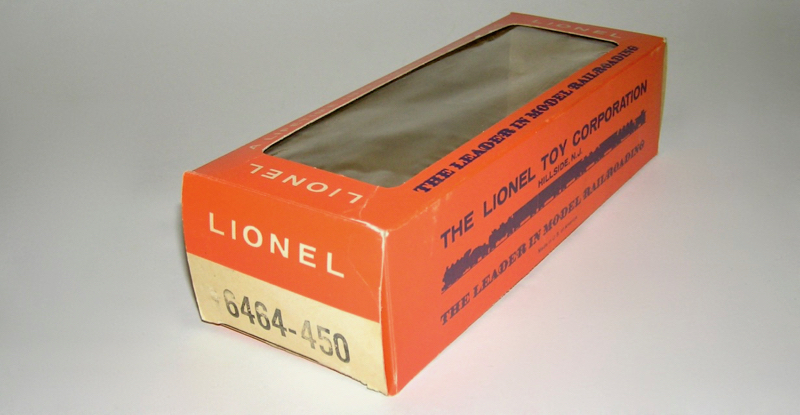 LIONEL
LIONEL
THE LEADER IN MODEL RAILROADING
THE LIONEL TOY CORPORATION
HILLSIDE, N.J.
THE LEADER IN MODEL RAILROADING
LIONEL
6464-450